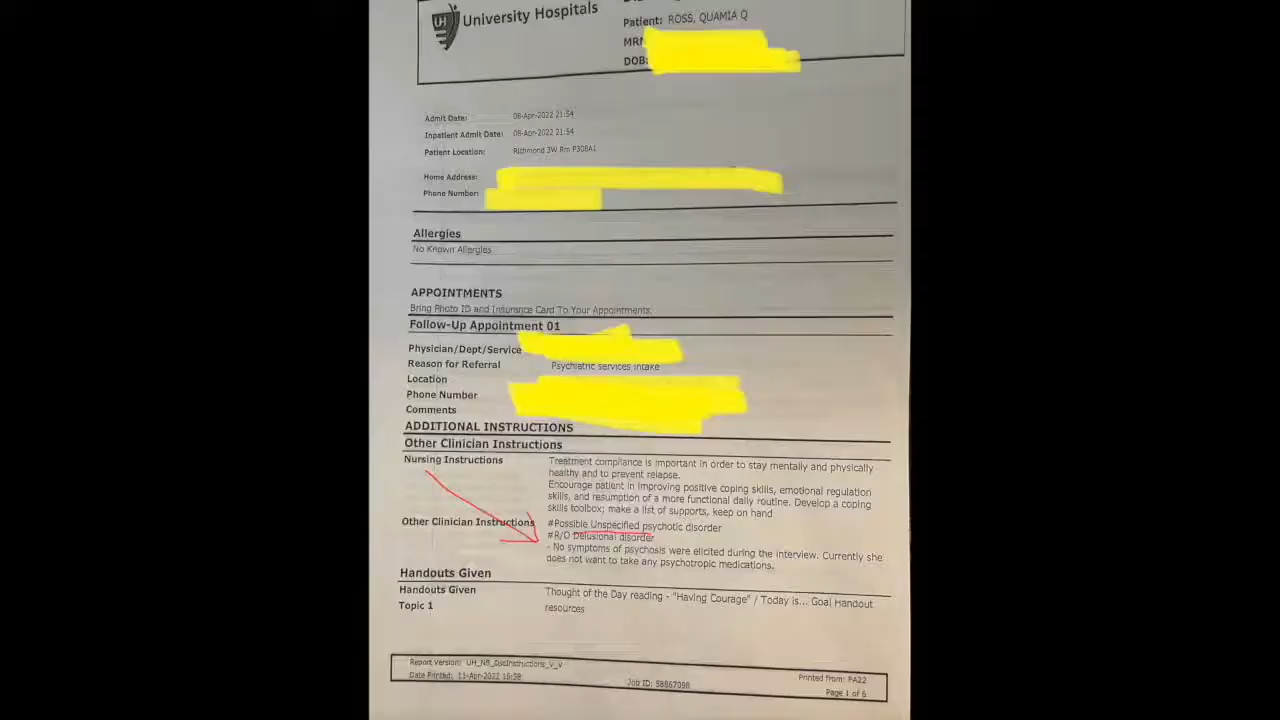 UH University Hospitals
Patient: ROSS, QUAMIA Q
MRN
DOB:
Admit Date: 08-Apr-2022 21:54
Inpatient Admit Date: 08-Apr-2022 21:54
Patient Location: Richmond 3W Rm P308A1
Home Address:
Phone Number:
Allergies
No Known Allergies
APPOINTMENTS
Bring Photo ID and Insurance Card To Your Appointments.
Follow-Up Appointment 01
Physician/Dept/Service
Reason for Referral Psychiatric services intake
Location
Phone Number
Comments
ADDITIONAL INSTRUCTIONS
Other Clinician Instructions
Nursing Instructions Treatment compliance is important in order to stay mentally and physically
healthy and to prevent relapse.
Encourage patient in improving positive coping skills, emotional regulation
skills, and resumption of a more functional daily routine. Develop a coping
skills toolbox; make a list of supports, keep on hand
Other Clinician Instructions #Possible Unspecified psychotic disorder
#R/O Delusional disorder
- No symptoms of psychosis were elicited during the interview. Currently she
does not want to take any psychotropic medications.
Handouts Given
Handouts Given Thought of the Day reading - "Having Courage" / Today is... Goal Handout
Topic 1 resources
Report Version: UH_NS_DscInstructions_V_V
Date Printed: 11-Apr-2022 16:58
Job ID: 58867098
Printed from: PA22
Page 1 of 6